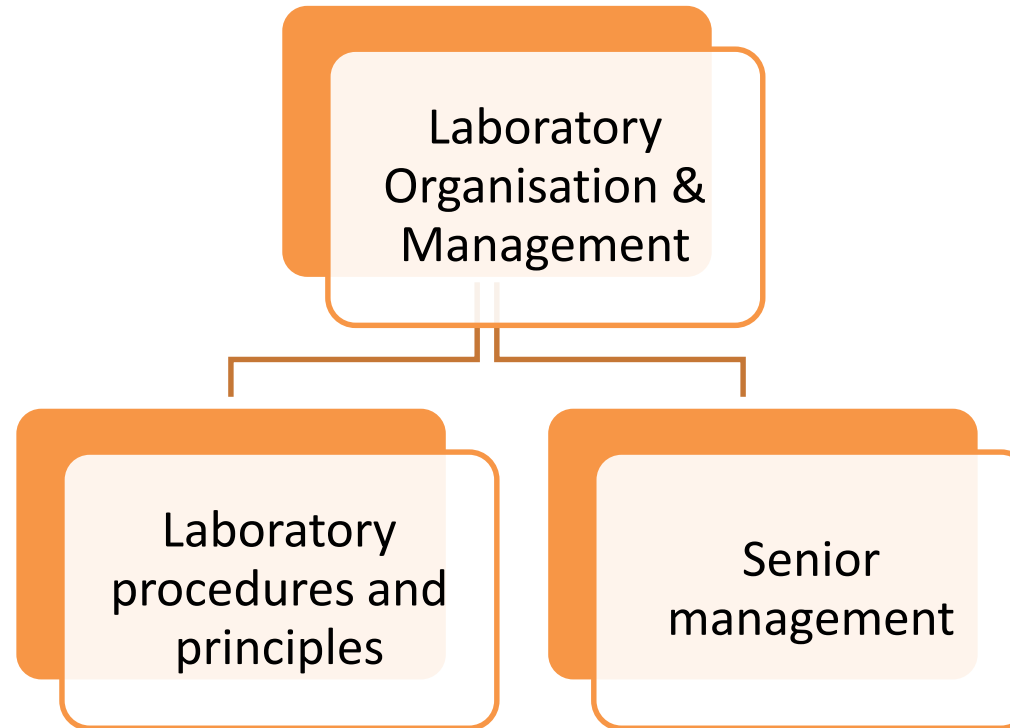 Laboratory
Organisation &
Management
Laboratory
procedures and
principles
Senior
management